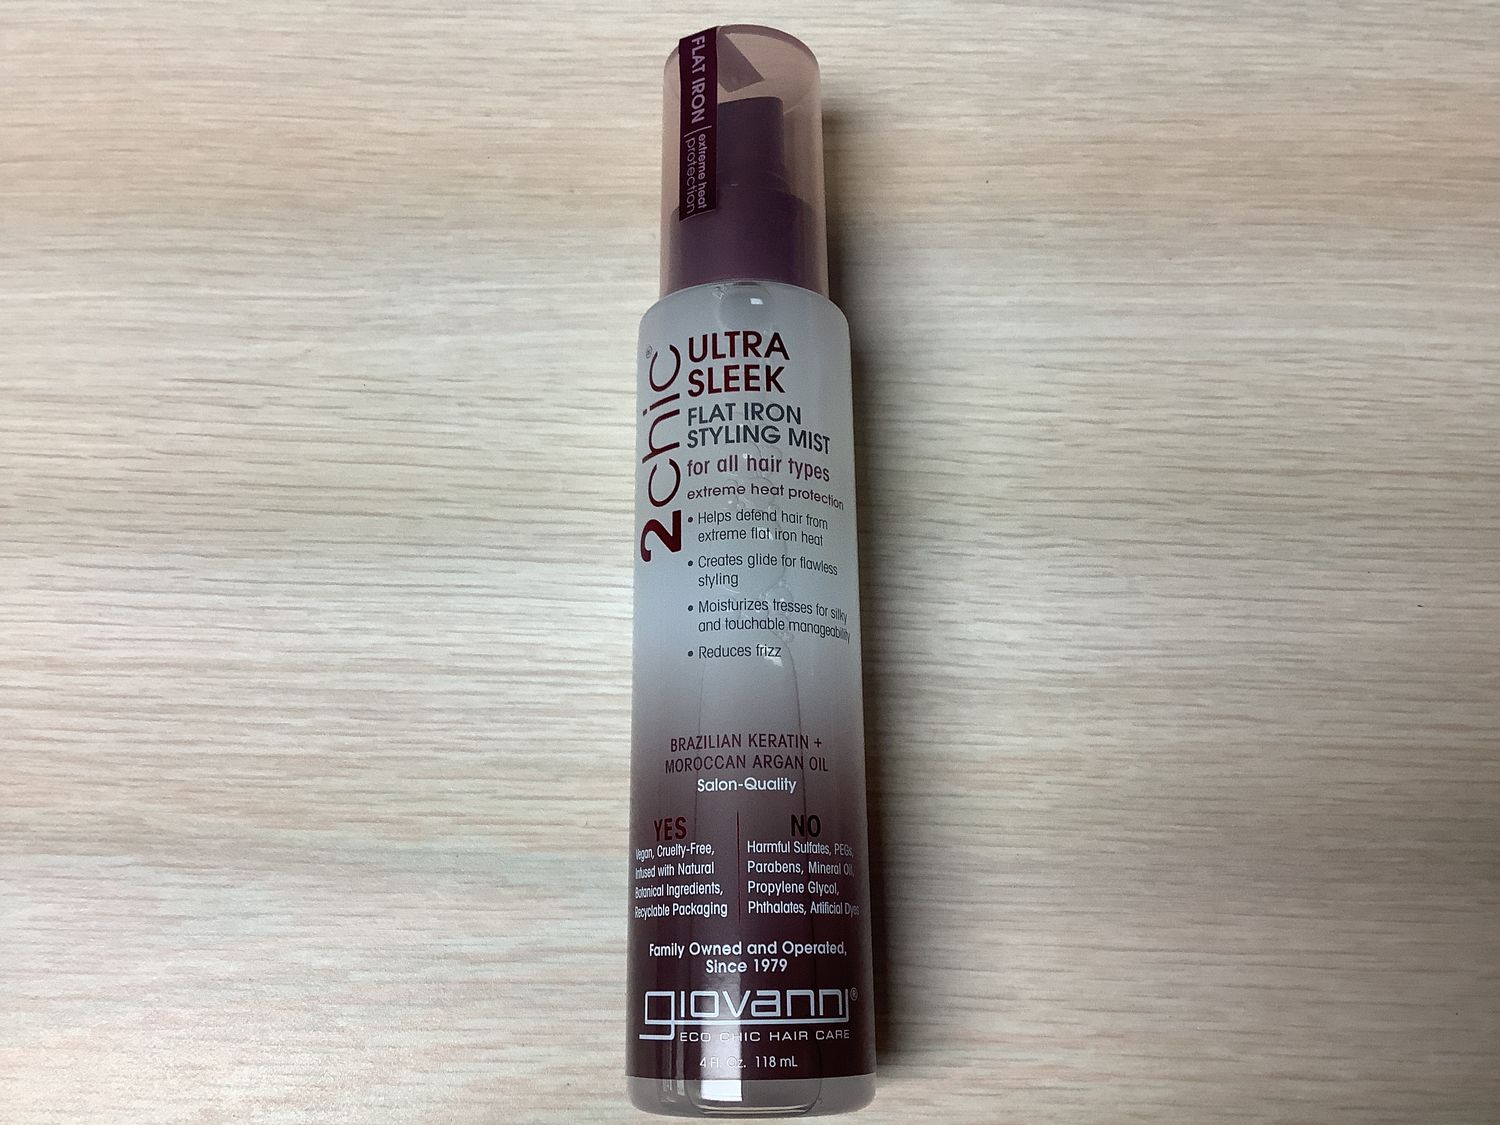 FLAT IRON
extreme heat
protection
2chic®
ULTRA
SLEEK
FLAT IRON
STYLING MIST
for all hair types
extreme heat protection
• Helps defend hair from
extreme flat iron heat
• Creates glide for flawless
styling
• Moisturizes tresses for silky
and touchable manageability
• Reduces frizz
BRAZILIAN KERATIN +
MOROCCAN ARGAN OIL
Salon-Quality
YES
Vegan, Cruelty-Free,
Infused with Natural
Botanical Ingredients,
Recyclable Packaging
NO
Harmful Sulfates, PEGs,
Parabens, Mineral Oil,
Propylene Glycol,
Phthalates, Artificial Dyes
Family Owned and Operated,
Since 1979
giovanni®
ECO CHIC HAIR CARE
4 Fl. Oz. 118 mL